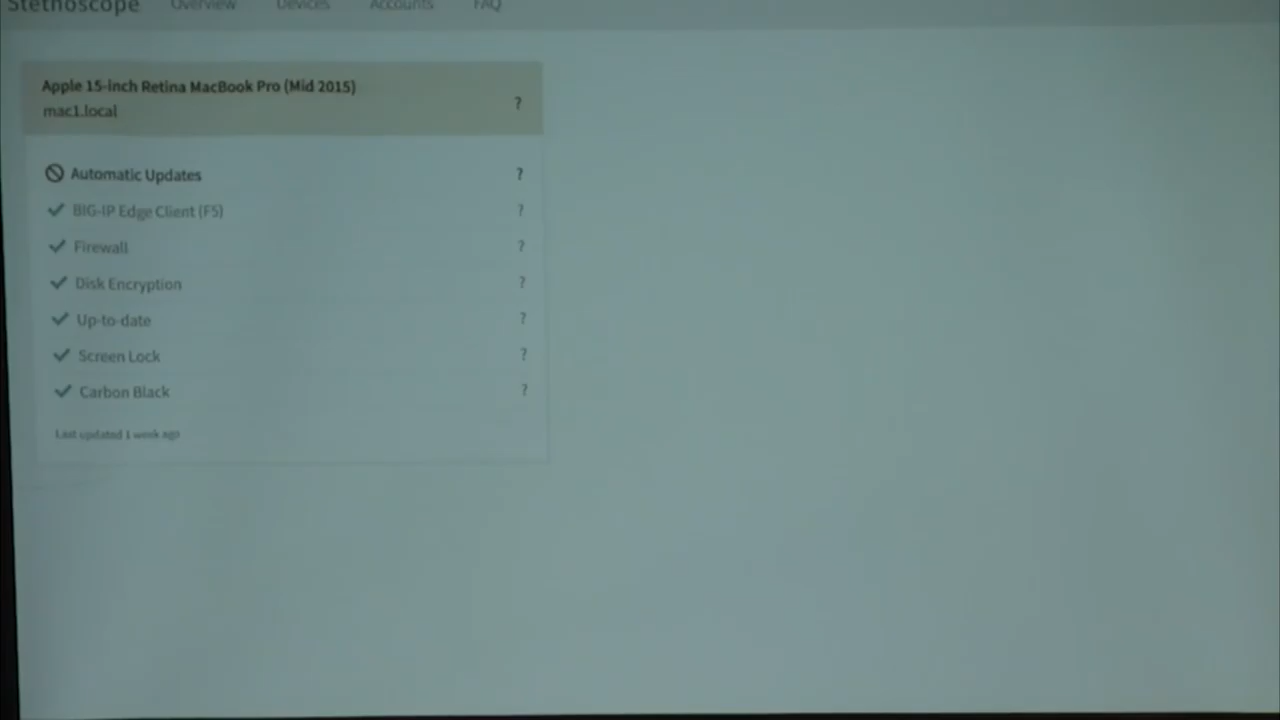 Stethoscope Overview Devices Accounts FAQ
Apple 15-inch Retina MacBook Pro (Mid 2015)
mac1.local
?
Automatic Updates ?
BIG-IP Edge Client (F5) ?
Firewall ?
Disk Encryption ?
Up-to-date ?
Screen Lock ?
Carbon Black ?
Last updated 1 week ago